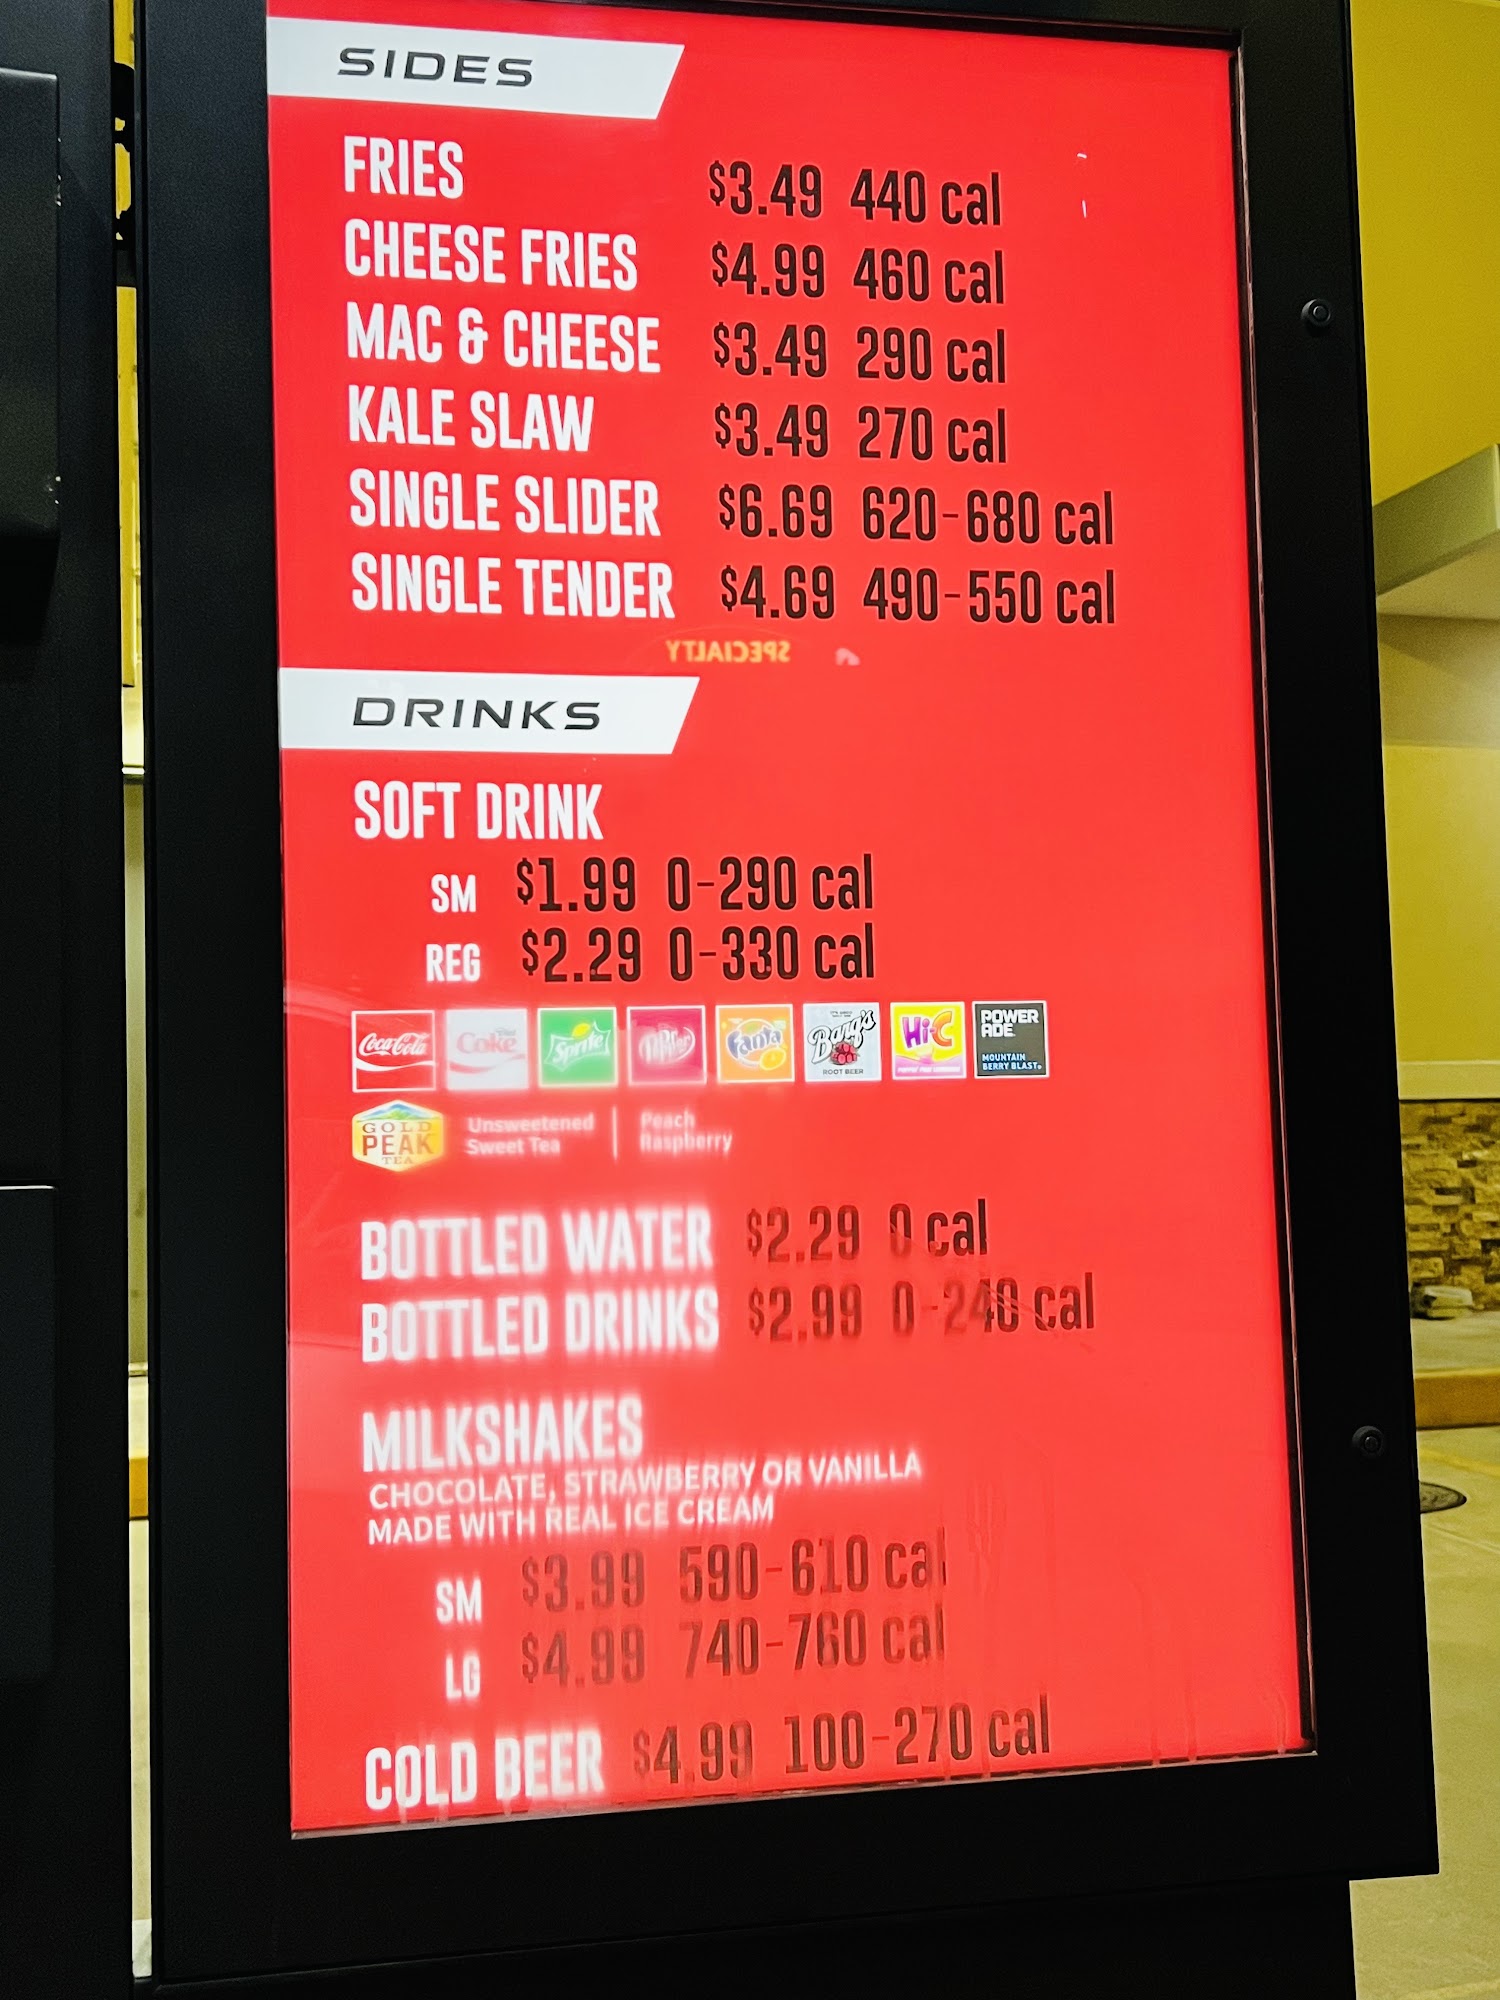 SIDES
FRIES $3.49 440 cal
CHEESE FRIES $4.99 460 cal
MAC & CHEESE $3.49 290 cal
KALE SLAW $3.49 270 cal
SINGLE SLIDER $6.69 620-680 cal
SINGLE TENDER $4.69 490-550 cal
SPECIALTY
DRINKS
SOFT DRINK
SM $1.99 0-290 cal
REG $2.29 0-330 cal
Coca-Cola Diet Coke Sprite Dr Pepper Fanta Barq's ROOT BEER Hi-C POWERADE MOUNTAIN BERRY BLAST
GOLD PEAK TEA Unsweetened | Peach
Sweet Tea | Raspberry
BOTTLED WATER $2.29 0 cal
BOTTLED DRINKS $2.99 0-240 cal
MILKSHAKES
CHOCOLATE, STRAWBERRY OR VANILLA
MADE WITH REAL ICE CREAM
SM $3.99 590-610 cal
LG $4.99 740-760 cal
COLD BEER $4.99 100-270 cal